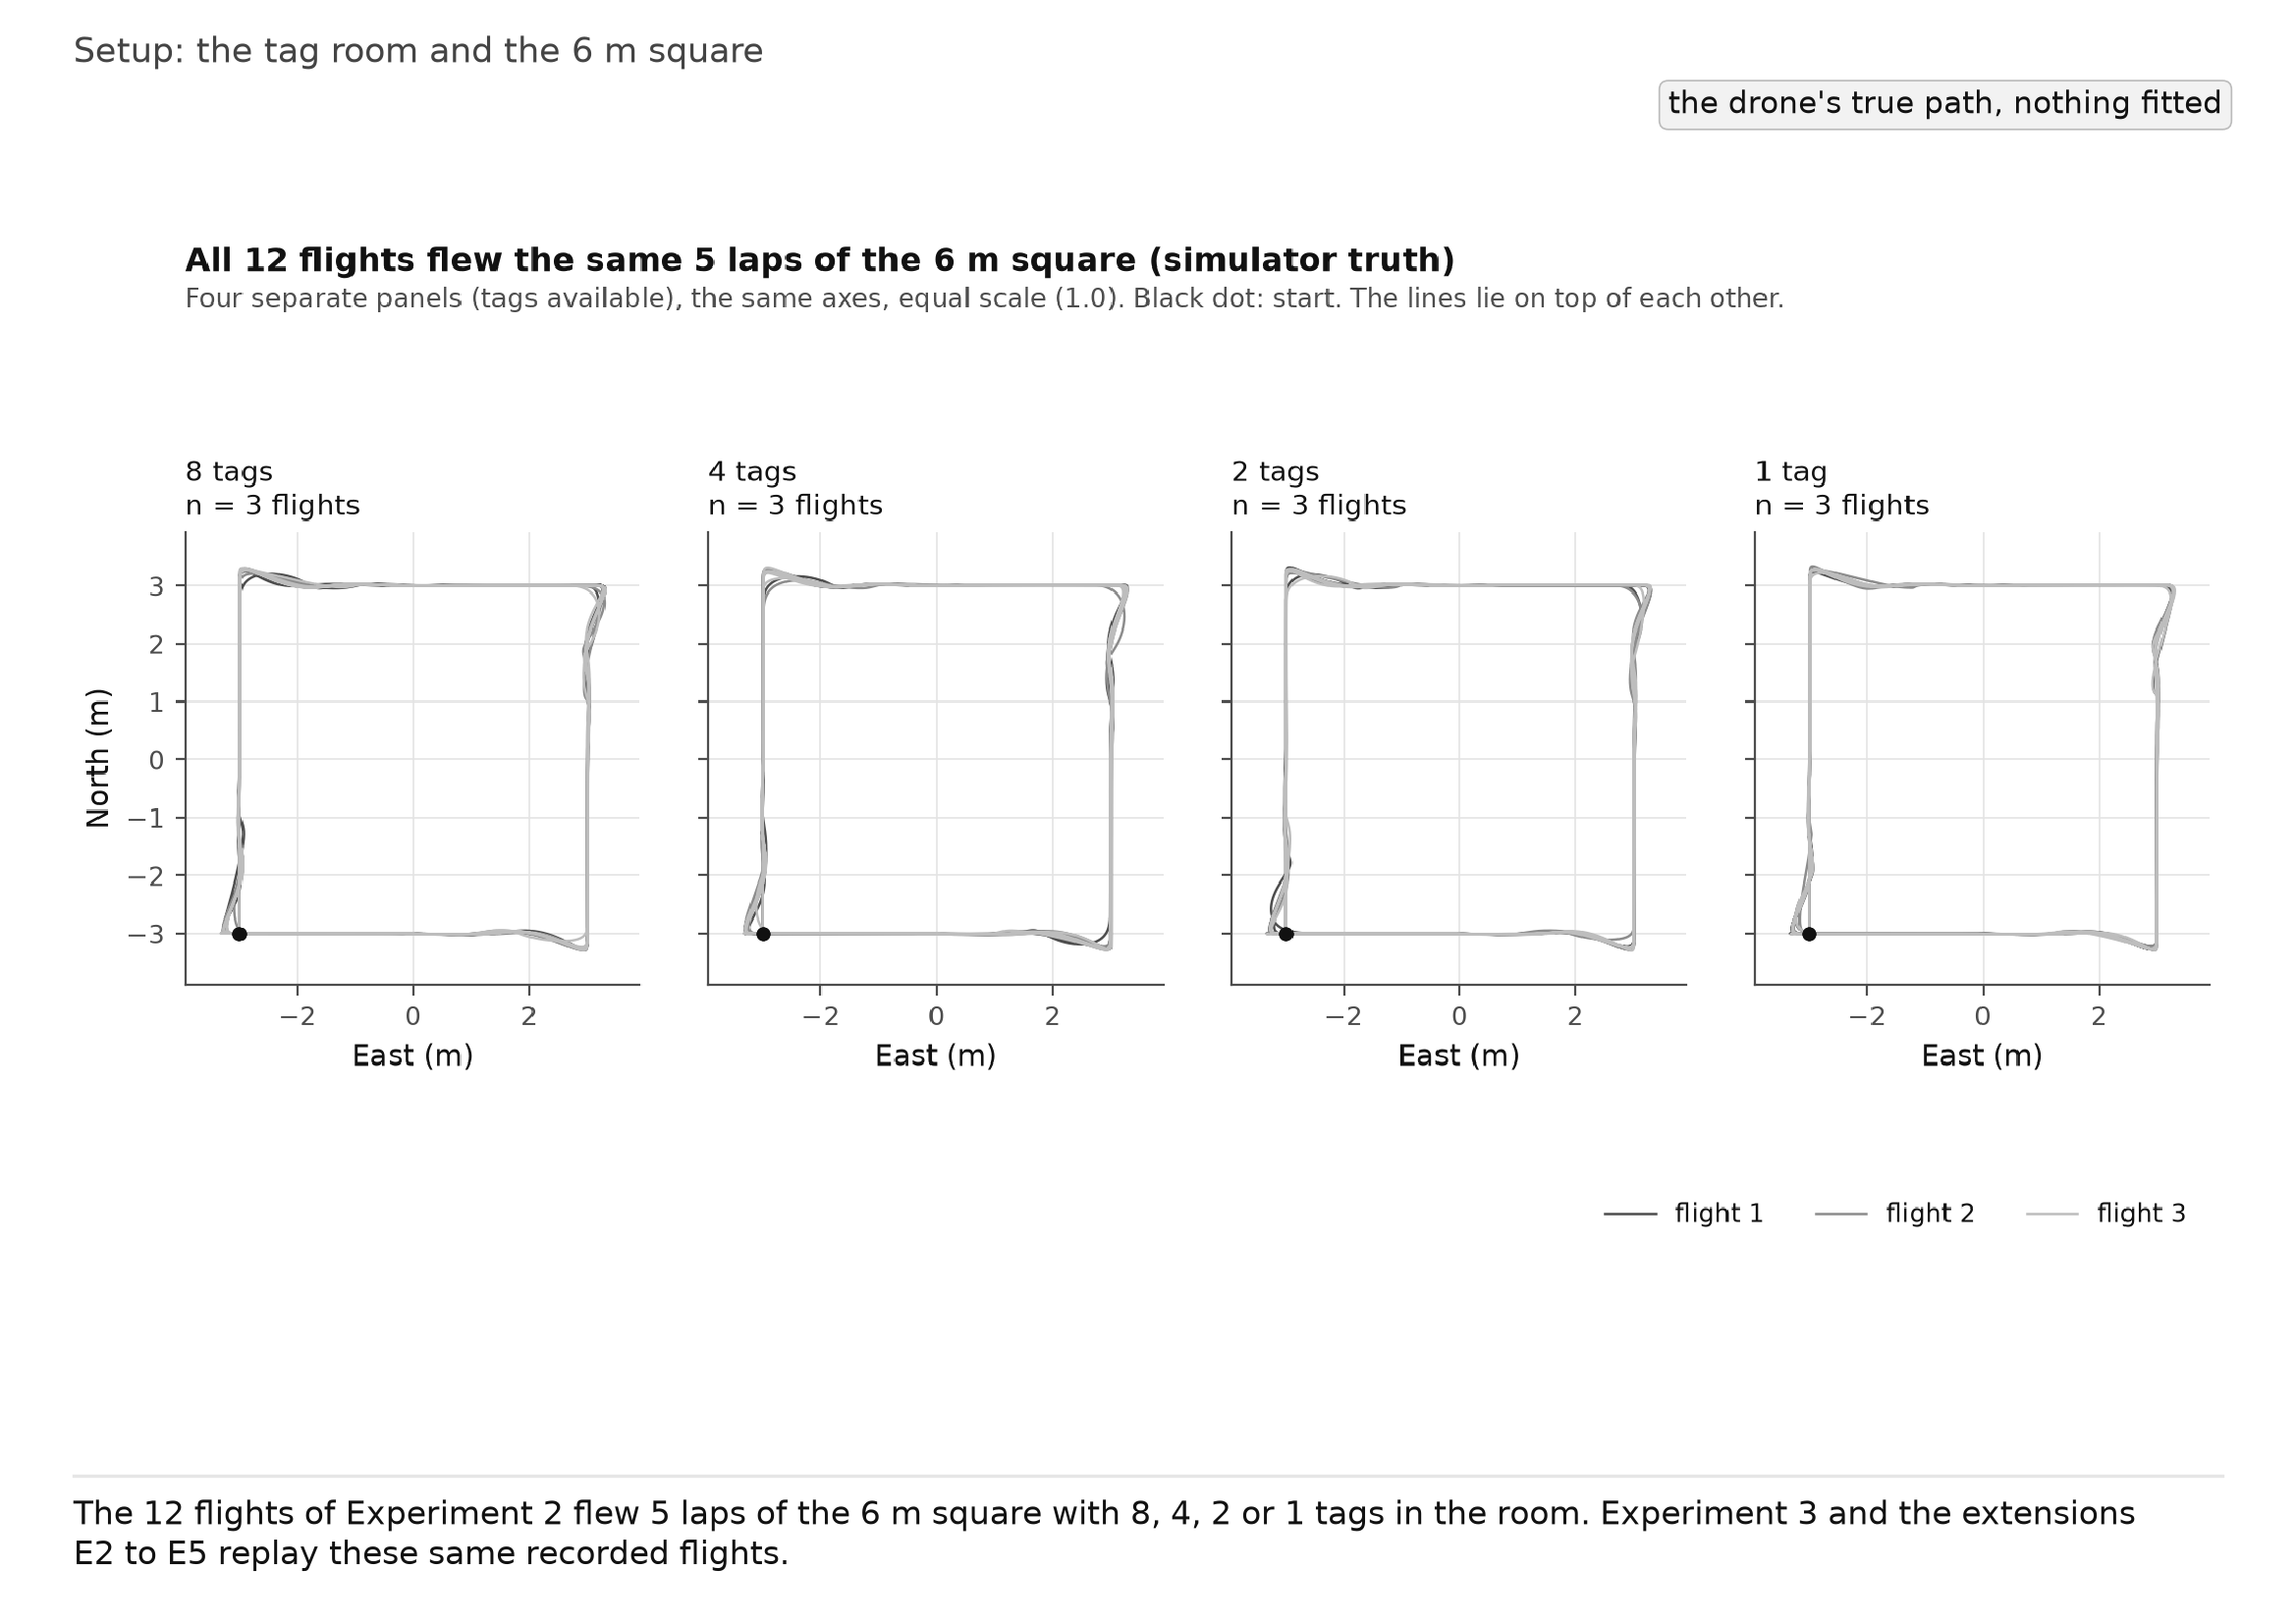 Setup: the tag room and the 6 m square
the drone's true path, nothing fitted
All 12 flights flew the same 5 laps of the 6 m square (simulator truth)
Four separate panels (tags available), the same axes, equal scale (1.0). Black dot: start. The lines lie on top of each other.
8 tags
n = 3 flights
4 tags
n = 3 flights
2 tags
n = 3 flights
1 tag
n = 3 flights
North (m)
3
2
1
0
−1
−2
−3
−2 0 2
−2 0 2
−2 0 2
−2 0 2
East (m)
East (m)
East (m)
East (m)
flight 1
flight 2
flight 3
The 12 flights of Experiment 2 flew 5 laps of the 6 m square with 8, 4, 2 or 1 tags in the room. Experiment 3 and the extensions
E2 to E5 replay these same recorded flights.